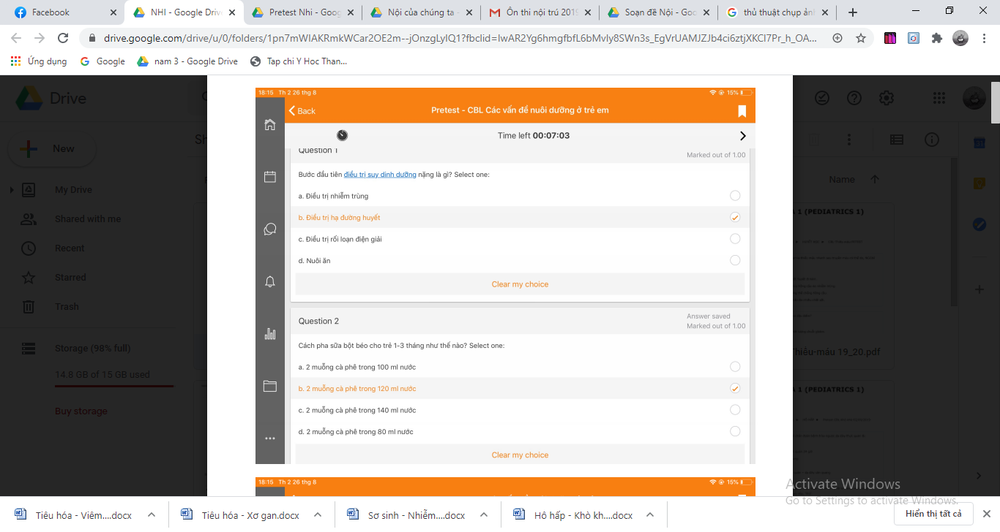 Facebook
NHI - Google Driv
Pretest Nhi - Goog
Nội của chúng ta -
Ôn thi nội trú 2019
Soạn đề Nội - Goo
thủ thuật chụp ản
drive.google.com/drive/u/0/folders/1pn7mWIAKRmkWCar2OE2m--jOnzgLyIQ1?fbclid=IwAR2Yg6hmgfbfL6bMvIy8SWn3s_EgVrUAMJZJb4ci6ztjXKCl7Pr_h_OA...
Ứng dụng
Google
nam 3 - Google Drive
Tap chi Y Hoc Than...
Drive
New
My Drive
Shared with me
Recent
Starred
Trash
Storage (98% full)
14.8 GB of 15 GB used
Buy storage
18:15 Th 2 26 thg 8
15%
Back
Pretest - CBL Các vấn đề nuôi dưỡng ở trẻ em
Time left 00:07:03
Question 1
Marked out of 1.00
Bước đầu tiên điều trị suy dinh dưỡng nặng là gì? Select one:
a. Điều trị nhiễm trùng
b. Điều trị hạ đường huyết
c. Điều trị rối loạn điện giải
d. Nuôi ăn
Clear my choice
Question 2
Answer saved
Marked out of 1.00
Cách pha sữa bột béo cho trẻ 1-3 tháng như thế nào? Select one:
a. 2 muỗng cà phê trong 100 ml nước
b. 2 muỗng cà phê trong 120 ml nước
c. 2 muỗng cà phê trong 140 ml nước
d. 2 muỗng cà phê trong 80 ml nước
Clear my choice
18:15 Th 2 26 thg 8
15%
Name
1 (PEDIATRICS 1)
hiếu-máu 19_20.pdf
1 (PEDIATRICS 1)
Activate Windows
Go to Settings to activate Windows.
Tiêu hóa - Viêm....docx
Tiêu hóa - Xơ gan.docx
Sơ sinh - Nhiễm....docx
Hô hấp - Khò kh....docx
Hiển thị tất cả